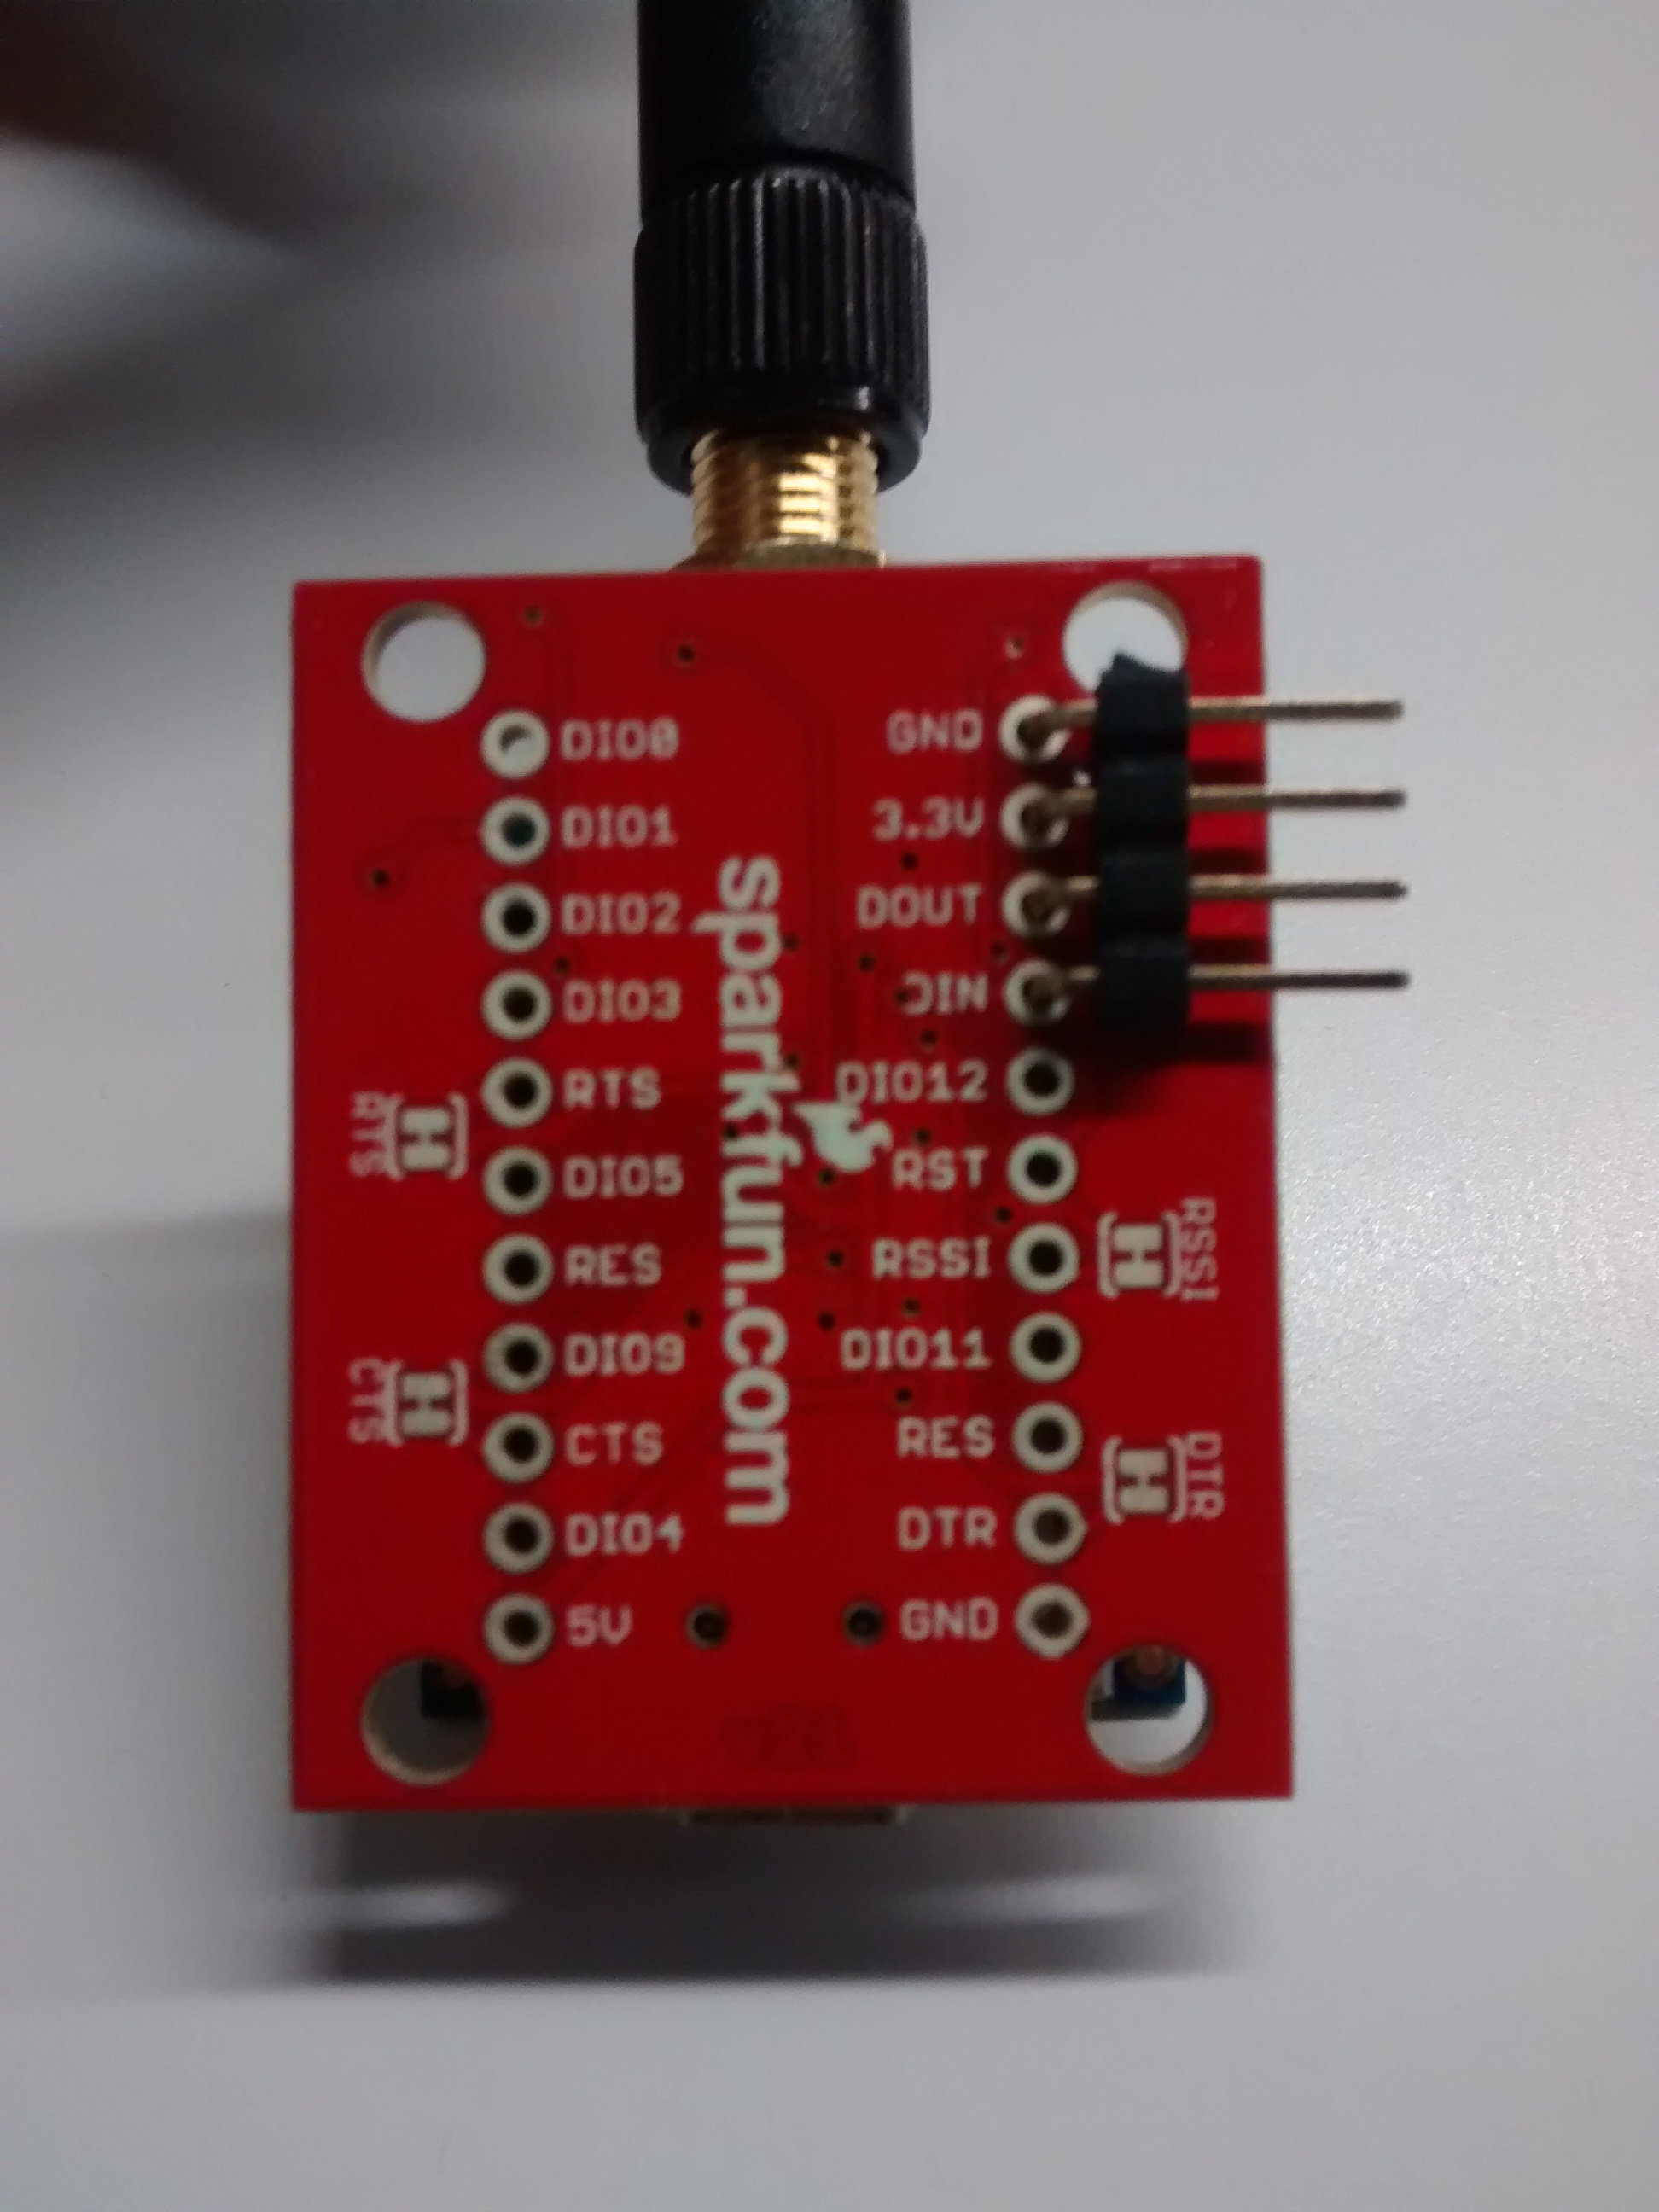 DIO0
DIO1
DIO2
DIO3
RTS
DIO5
RES
DIO9
CTS
DIO4
5V
GND
3.3V
DOUT
DIN
DIO12
RST
RSSI
DIO11
RES
DTR
GND
sparkfun.com
RTS
CTS
RSSI
DTR